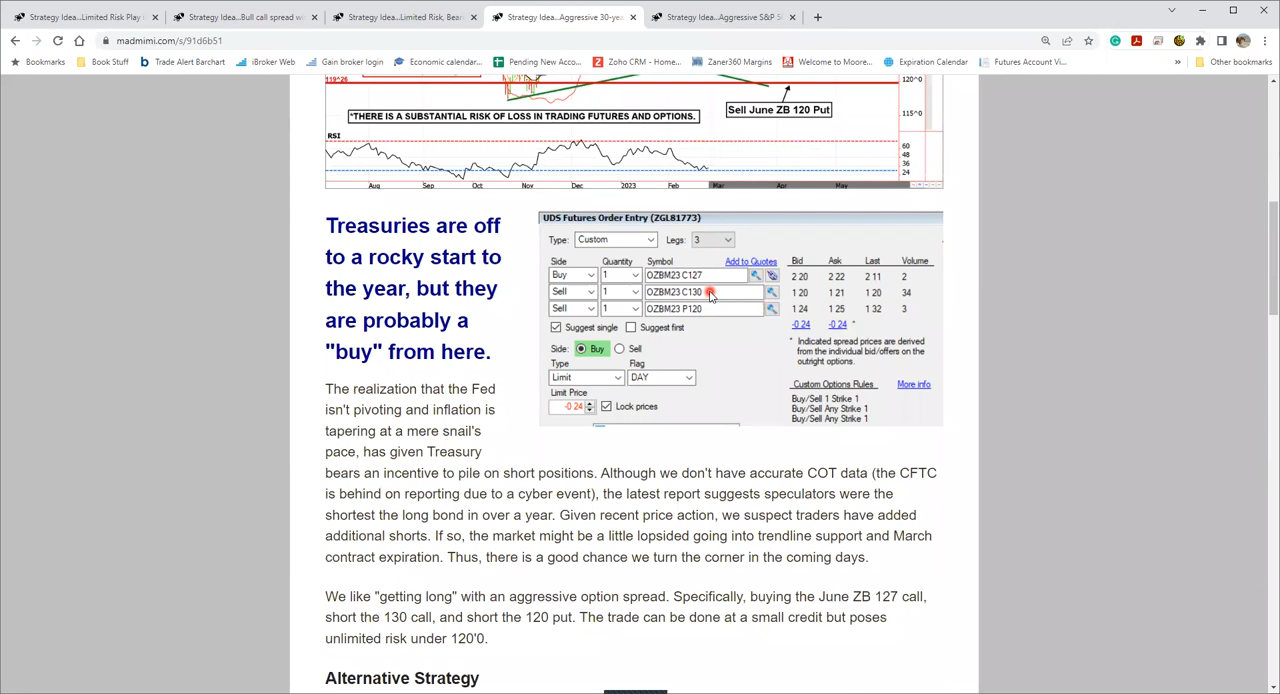 Strategy Idea...Limited Risk Play
Strategy Idea...Bull call spread wi
Strategy Idea...Limited Risk, Bear
Strategy Idea...Aggressive 30-yea
Strategy Idea...Aggressive S&P 5
madmimi.com/s/91d6b51
Bookmarks
Book Stuff
Trade Alert Barchart
iBroker Web
Gain broker login
Economic calendar...
Pending New Acco...
Zoho CRM - Home...
Zaner360 Margins
Welcome to Moore...
Expiration Calendar
Futures Account Vi...
»
Other bookmarks
119^26
120^0
Sell June ZB 120 Put
115^0
*THERE IS A SUBSTANTIAL RISK OF LOSS IN TRADING FUTURES AND OPTIONS.
RSI
60
48
36
24
Aug Sep Oct Nov Dec 2023 Feb Mar Apr May
Treasuries are off
to a rocky start to
the year, but they
are probably a
"buy" from here.
UDS Futures Order Entry (ZGL81773)
Type: Custom Legs: 3
Side Quantity Symbol Add to Quotes Bid Ask Last Volume
Buy 1 OZBM23 C127 2 20 2 22 2 11 2
Sell 1 OZBM23 C130 1 20 1 21 1 20 34
Sell 1 OZBM23 P120 1 24 1 25 1 32 3
Suggest single Suggest first -0 24 -0 24 *
* Indicated spread prices are derived
from the individual bid/offers on the
outright options.
Side: Buy Sell
Type Flag
Limit DAY
Limit Price
-0 24 Lock prices
Custom Options Rules More info
Buy/Sell 1 Strike 1
Buy/Sell Any Strike 1
Buy/Sell Any Strike 1
The realization that the Fed
isn't pivoting and inflation is
tapering at a mere snail's
pace, has given Treasury
bears an incentive to pile on short positions. Although we don't have accurate COT data (the CFTC
is behind on reporting due to a cyber event), the latest report suggests speculators were the
shortest the long bond in over a year. Given recent price action, we suspect traders have added
additional shorts. If so, the market might be a little lopsided going into trendline support and March
contract expiration. Thus, there is a good chance we turn the corner in the coming days.
We like "getting long" with an aggressive option spread. Specifically, buying the June ZB 127 call,
short the 130 call, and short the 120 put. The trade can be done at a small credit but poses
unlimited risk under 120'0.
Alternative Strategy